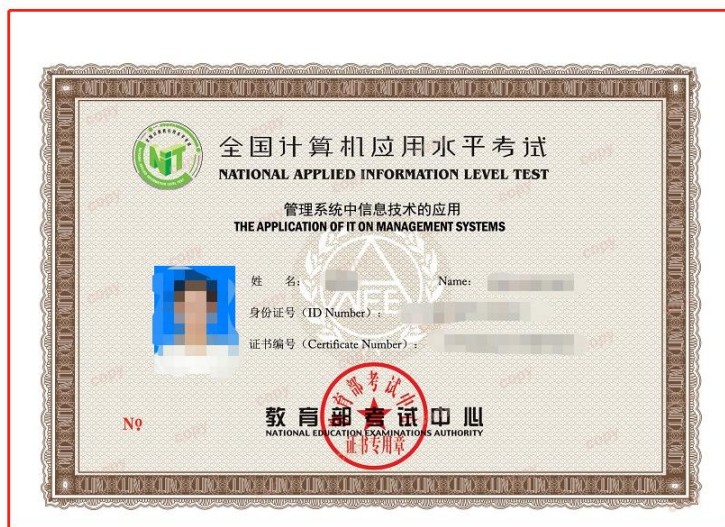 全国计算机应用水平考试
NATIONAL APPLIED INFORMATION LEVEL TEST
管理系统中信息技术的应用
THE APPLICATION OF IT ON MANAGEMENT SYSTEMS
姓 名: Name:
身份证号（ID Number）:
证书编号（Certificate Number）:
№
教育部考试中心
NATIONAL EDUCATION EXAMINATIONS AUTHORITY
教育部考试中心
证书专用章
NIT
NEEA
copy